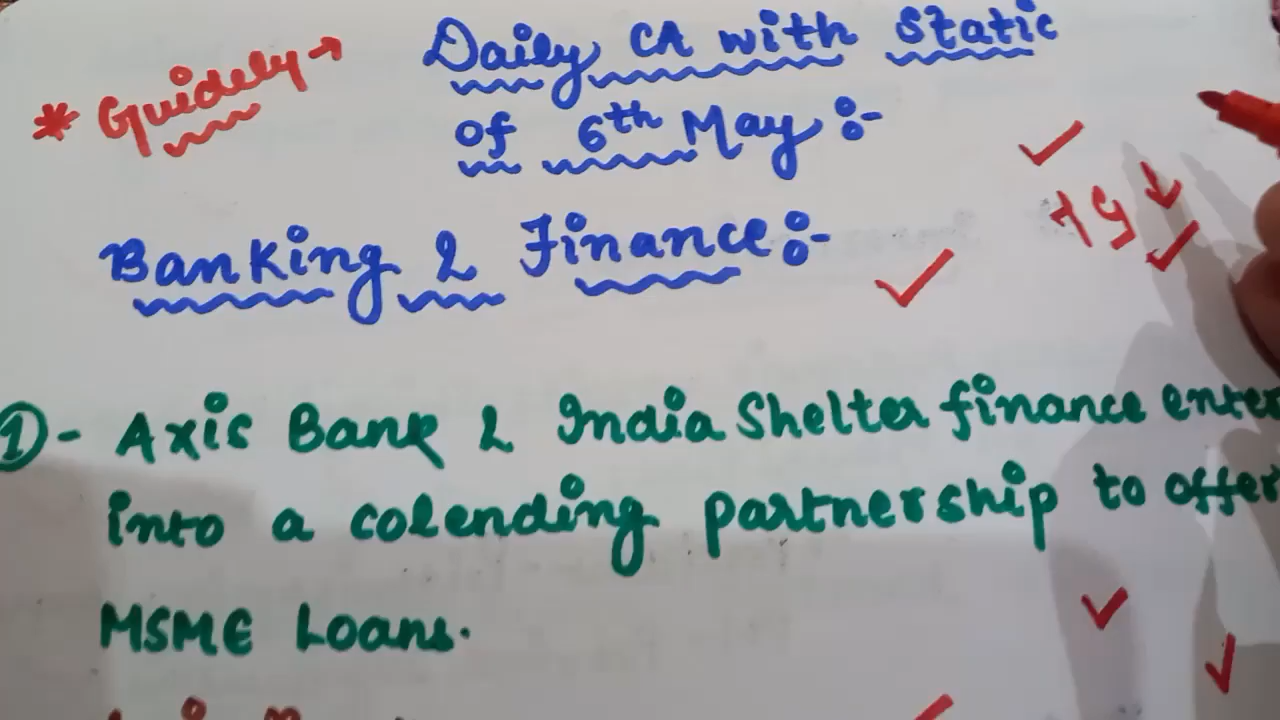 * Guidely → Daily CA with Static
of 6th May :-
Banking & Finance :-
① - Axis Bank & India Shelter finance enter
into a colending partnership to offer
MSME Loans.